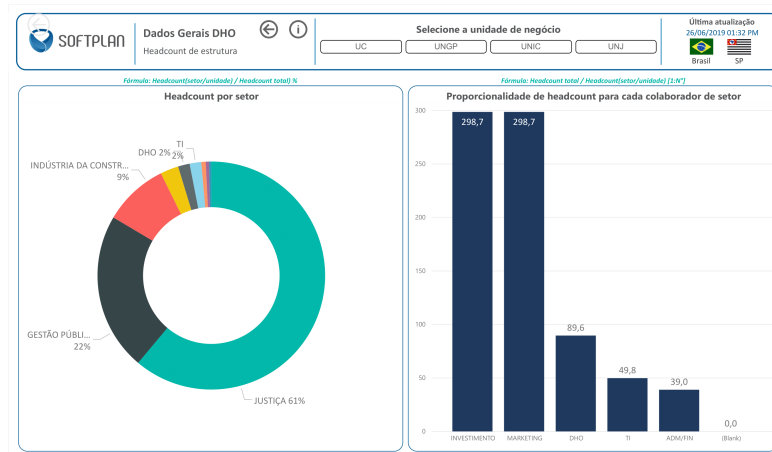 SOFTPLAN
Dados Gerais DHO
Headcount de estrutura
Selecione a unidade de negócio
UC
UNGP
UNIC
UNJ
Última atualização
26/06/2019 01:32 PM
Brasil
SP
Fórmula: Headcount(setor/unidade) / Headcount total) %
Headcount por setor
TI
2%
DHO 2%
INDÚSTRIA DA CONSTR...
9%
GESTÃO PÚBLI...
22%
JUSTIÇA 61%
Fórmula: Headcount total / Headcount(setor/unidade) [1:N°]
Proporcionalidade de headcount para cada colaborador de setor
300
250
200
150
100
50
0
298,7
298,7
89,6
49,8
39,0
0,0
INVESTIMENTO
MARKETING
DHO
TI
ADM/FIN
(Blank)